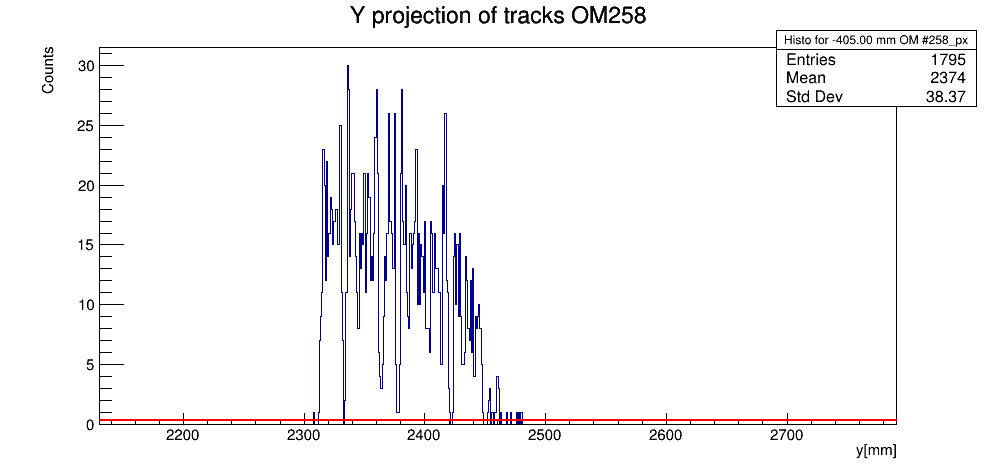 Y projection of tracks OM258
Histo for -405.00 mm OM #258_px
Entries 1795
Mean 2374
Std Dev 38.37
Counts
30
25
20
15
10
5
0
2200 2300 2400 2500 2600 2700
y[mm]